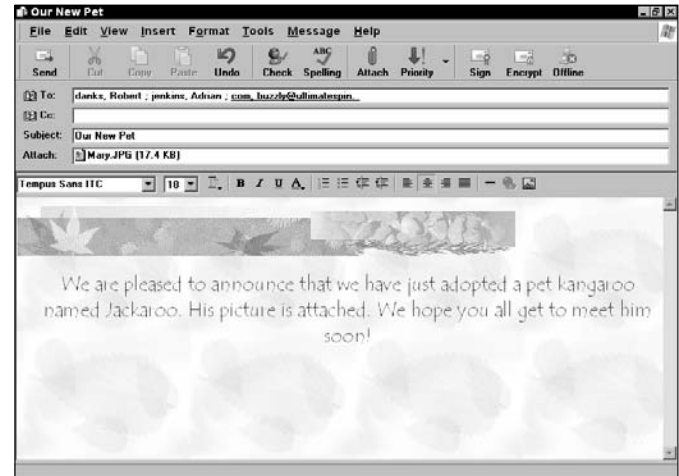 Our New Pet
File Edit View Insert Format Tools Message Help
Send Cut Copy Paste Undo Check Spelling Attach Priority Sign Encrypt Offline
To: danks, Robert ; jenkins, Adrian ; com, buzzly@ultimatespin...
Cc:
Subject: Our New Pet
Attach: Mary.JPG (17.4 KB)
Tempus Sans ITC 18 B I U A
We are pleased to announce that we have just adopted a pet kangaroo
named Jackaroo. His picture is attached. We hope you all get to meet him
soon!